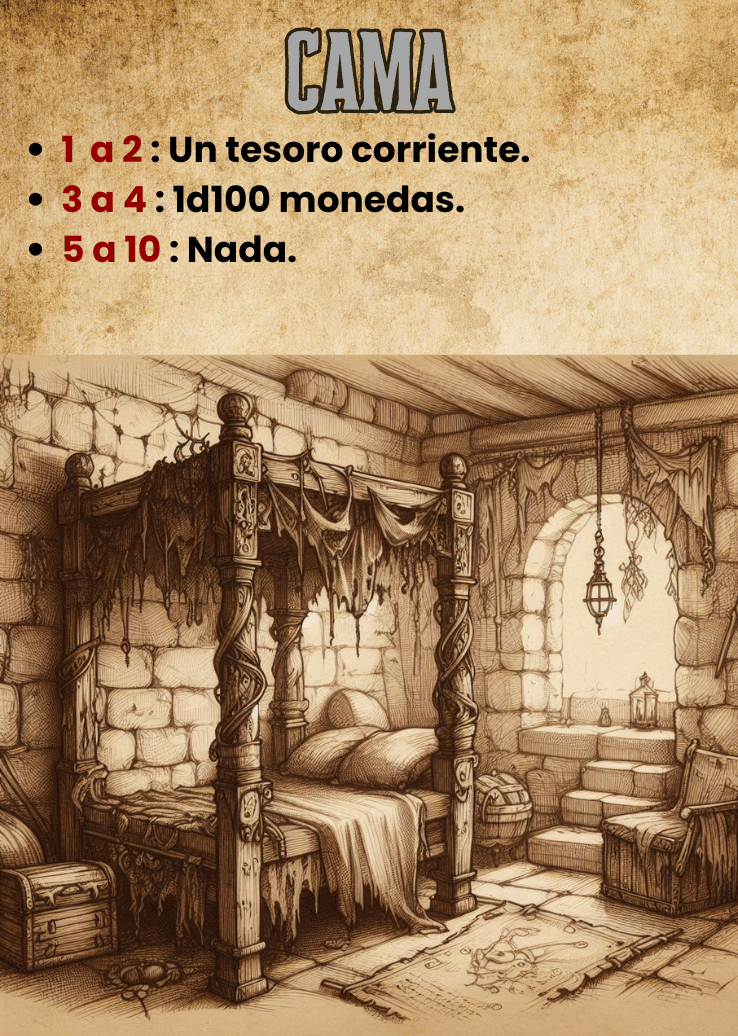 CAMA
• 1 a 2 : Un tesoro corriente.
• 3 a 4 : 1d100 monedas.
• 5 a 10 : Nada.